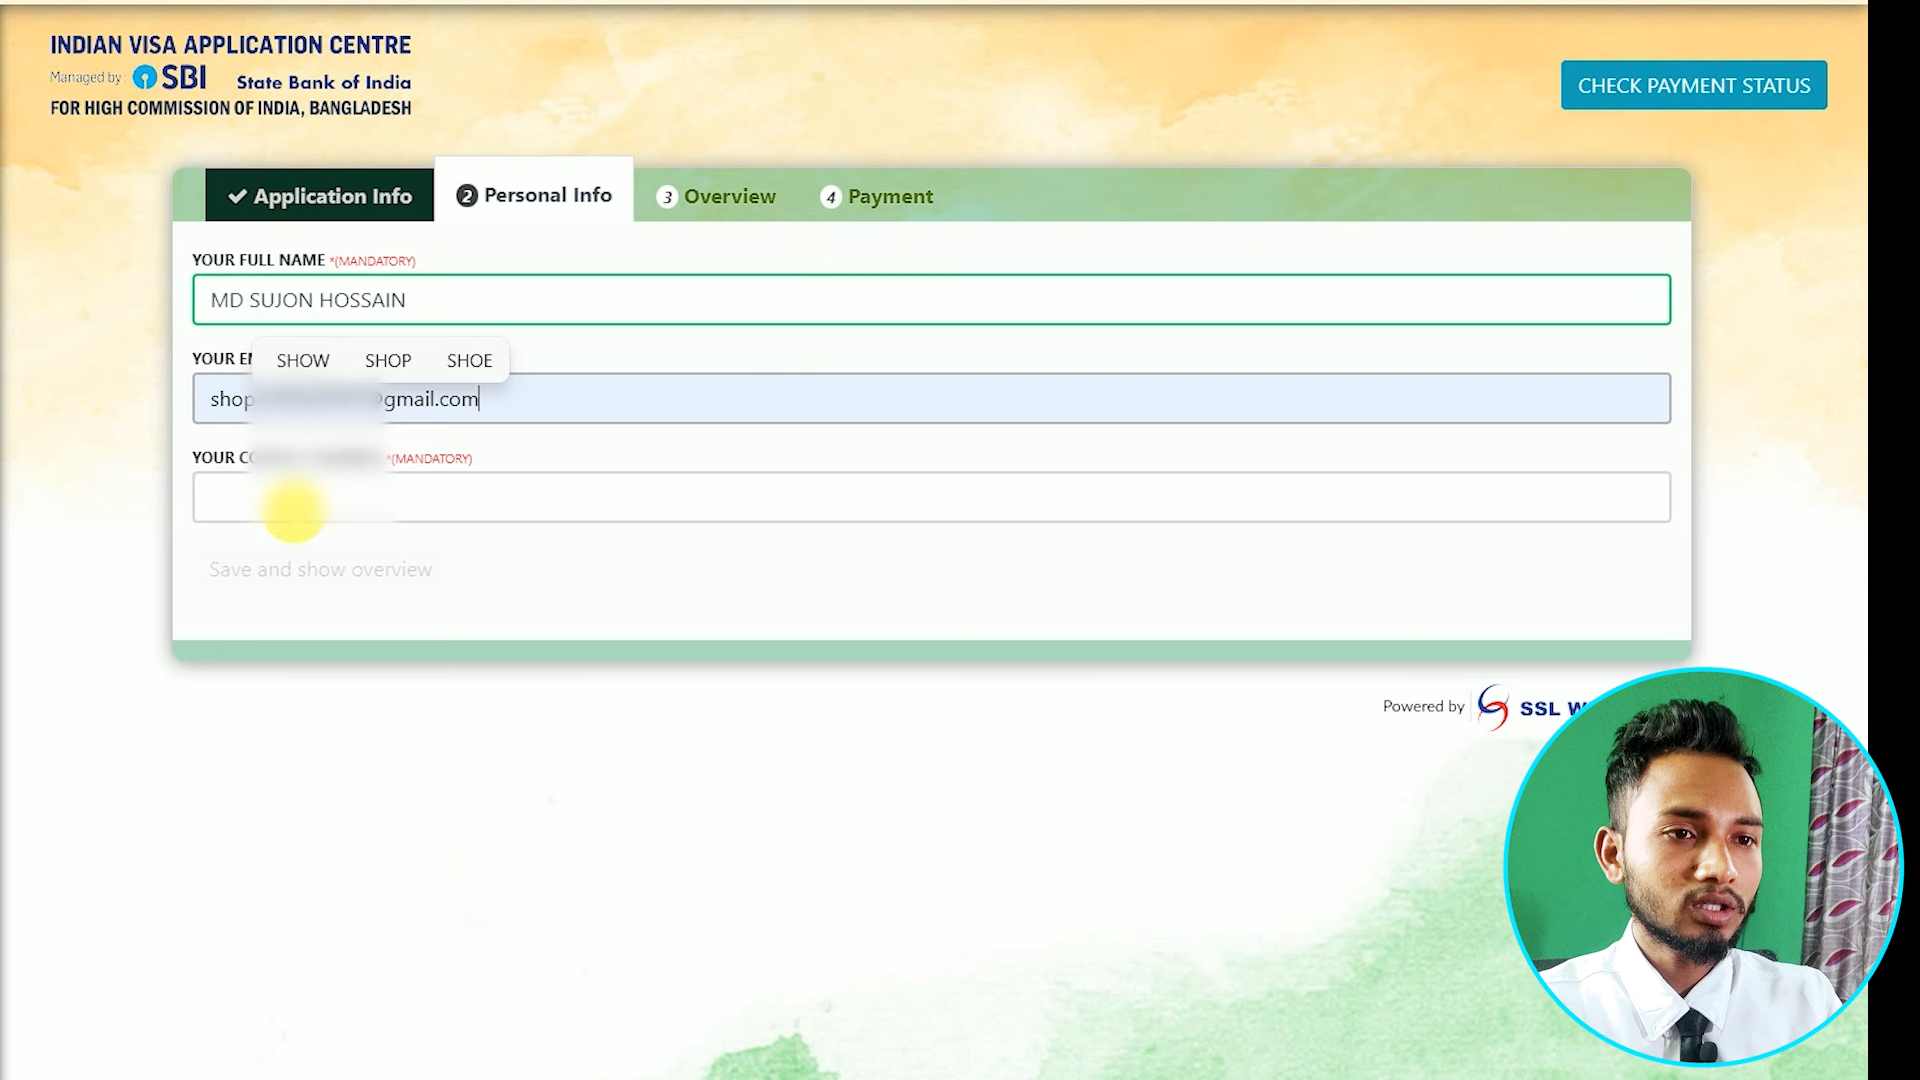 INDIAN VISA APPLICATION CENTRE
Managed by : SBI State Bank of India
FOR HIGH COMMISSION OF INDIA, BANGLADESH
CHECK PAYMENT STATUS
Application Info
2 Personal Info
3 Overview
4 Payment
YOUR FULL NAME *(MANDATORY)
MD SUJON HOSSAIN
YOUR
SHOW SHOP SHOE
shop @gmail.com
YOUR *(MANDATORY)
Save and show overview
Powered by SSL